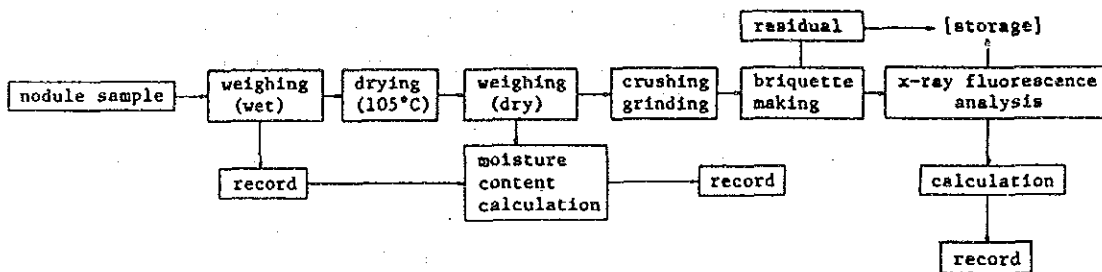 residual
[storage]
nodule sample
weighing
(wet)
drying
(105°C)
weighing
(dry)
crushing
grinding
briquette
making
x-ray fluorescence
analysis
record
moisture
content
calculation
record
calculation
record